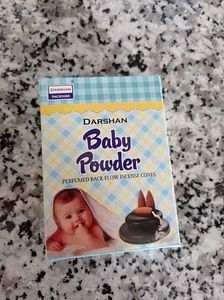 DARSHAN
INCENSE
DARSHAN
Baby
Powder
PERFUMED BACK FLOW INCENSE CONES